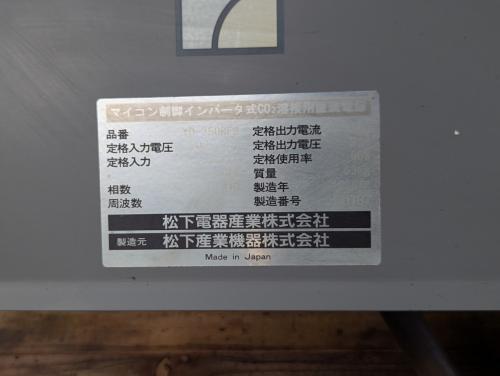 マイコン制御インバータ式CO₂溶接用直流電源
品番 定格出力電流
定格入力電圧 定格出力電圧
定格入力 定格使用率
質量
相数 製造年
周波数 製造番号
松下電器産業株式会社
製造元 松下産業機器株式会社
Made in Japan